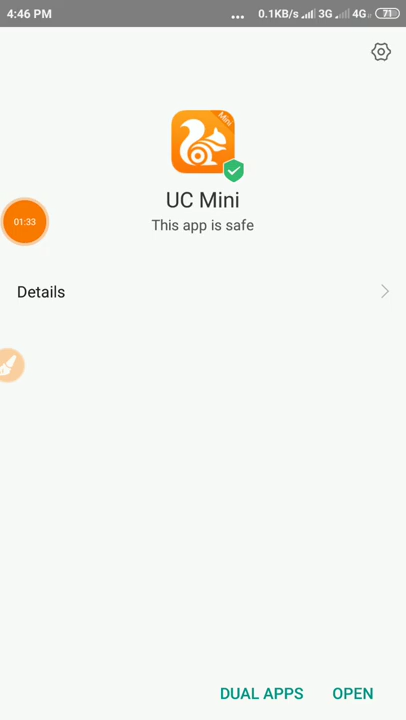 4:46 PM ... 0.1KB/s 3G 4G 71
Mini
UC Mini
This app is safe
01:33
Details
DUAL APPS OPEN